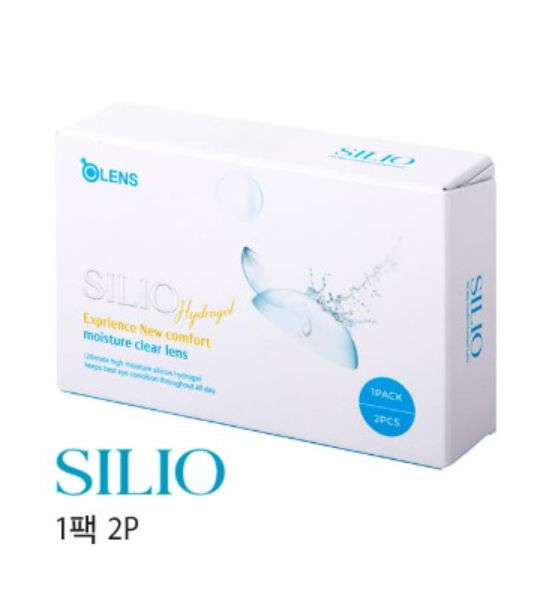 SILIO
OLENS
SILIO
Hydrogel
Exprience New comfort
moisture clear lens
Ultimate high moisture silicon hydrogel
keeps best eye condition throughout all day
SILIO
1PACK
2PCS
SILIO
1팩 2P